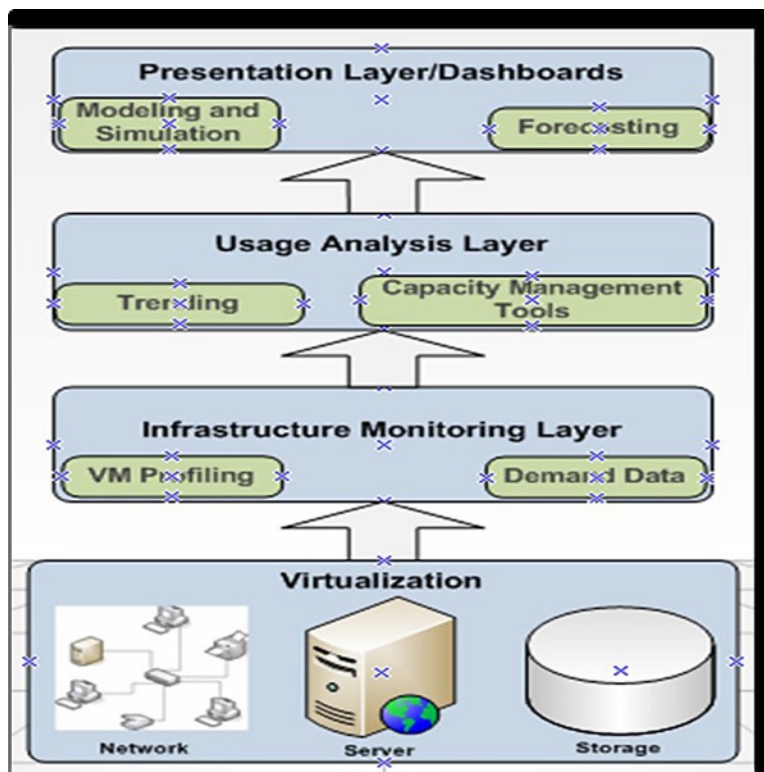 Presentation Layer/Dashboards
Modeling and
Simulation
Forecasting
Usage Analysis Layer
Trending
Capacity Management
Tools
Infrastructure Monitoring Layer
VM Profiling
Demand Data
Virtualization
Network
Server
Storage